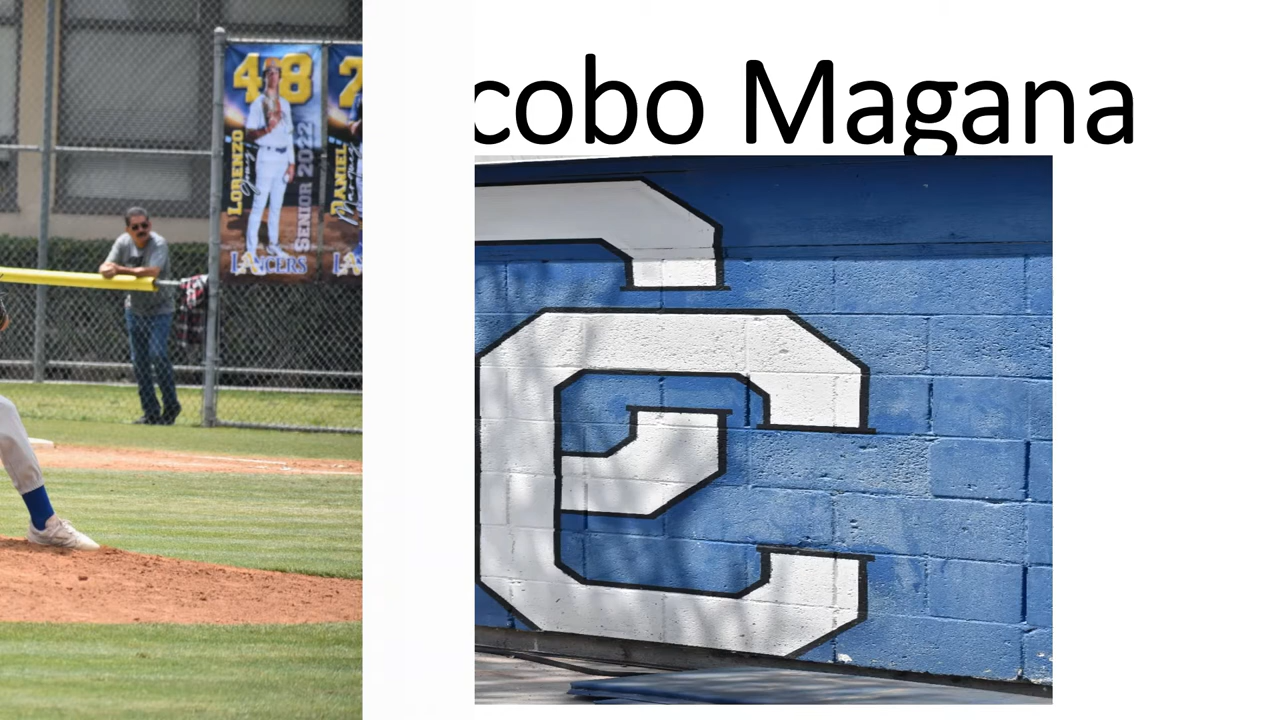 cobo Magana
48
LORENZO
SENIOR 2022
LANCERS
DANIEL